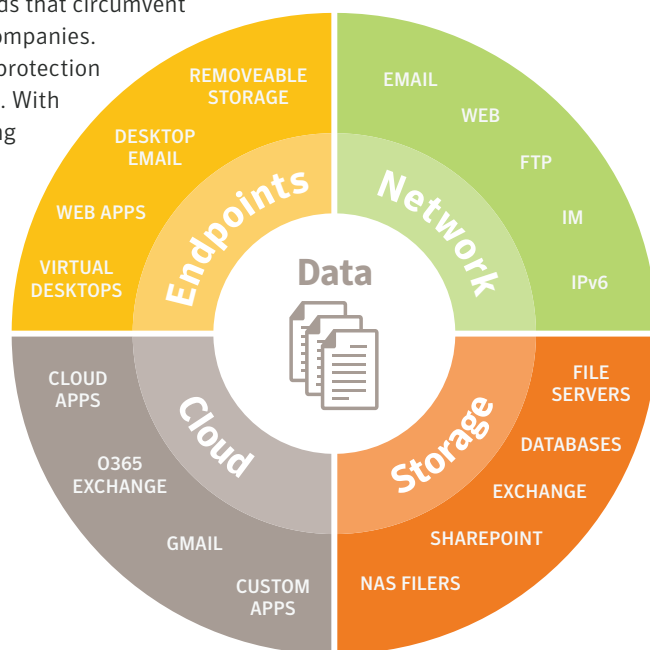 ds that circumvent
ompanies.
protection
. With
ng
REMOVEABLE
STORAGE
DESKTOP
EMAIL
WEB APPS
VIRTUAL
DESKTOPS
Endpoints
EMAIL
WEB
FTP
IM
IPv6
Network
Data
CLOUD
APPS
O365
EXCHANGE
GMAIL
CUSTOM
APPS
Cloud
FILE
SERVERS
DATABASES
EXCHANGE
SHAREPOINT
NAS FILERS
Storage